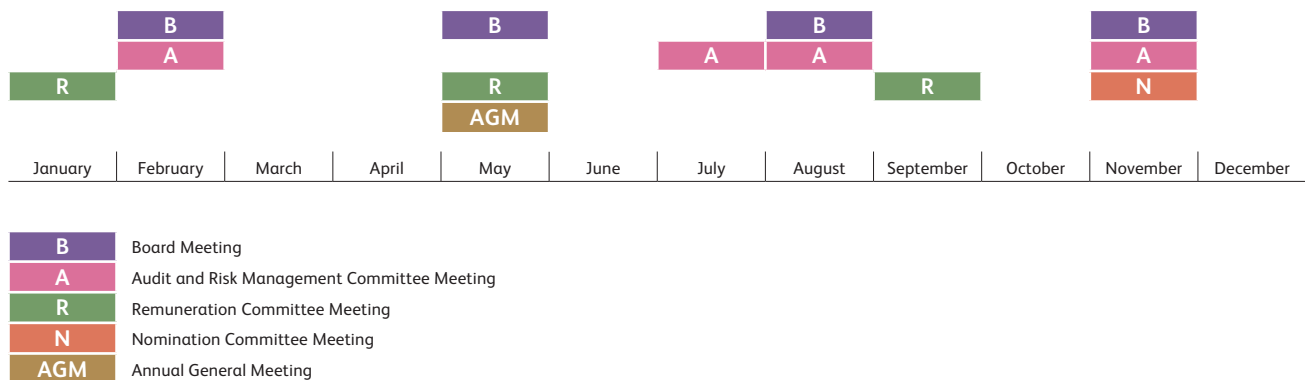 B B B B
A A A A
R R R N
AGM
January February March April May June July August September October November December
B Board Meeting
A Audit and Risk Management Committee Meeting
R Remuneration Committee Meeting
N Nomination Committee Meeting
AGM Annual General Meeting